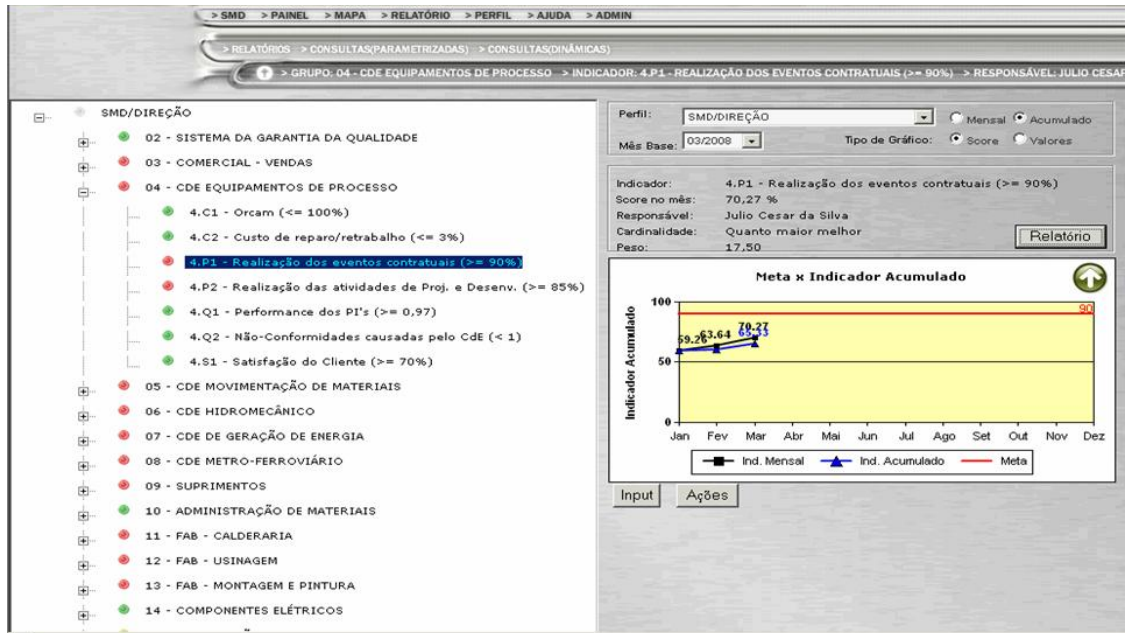 > SMD > PAINEL > MAPA > RELATÓRIO > PERFIL > AJUDA > ADMIN
> RELATÓRIOS > CONSULTAS(PARAMETRIZADAS) > CONSULTAS(DINÂMICAS)
> GRUPO: 04 - CDE EQUIPAMENTOS DE PROCESSO > INDICADOR: 4.P1 - REALIZAÇÃO DOS EVENTOS CONTRATUAIS (>= 90%) > RESPONSÁVEL: JULIO CESAR
SMD/DIREÇÃO
02 - SISTEMA DA GARANTIA DA QUALIDADE
03 - COMERCIAL - VENDAS
04 - CDE EQUIPAMENTOS DE PROCESSO
4.C1 - Orcam (<= 100%)
4.C2 - Custo de reparo/retrabalho (<= 3%)
4.P1 - Realização dos eventos contratuais (>= 90%)
4.P2 - Realização das atividades de Proj. e Desenv. (>= 85%)
4.Q1 - Performance dos PI's (>= 0,97)
4.Q2 - Não-Conformidades causadas pelo CdE (< 1)
4.S1 - Satisfação do Cliente (>= 70%)
05 - CDE MOVIMENTAÇÃO DE MATERIAIS
06 - CDE HIDROMECÂNICO
07 - CDE DE GERAÇÃO DE ENERGIA
08 - CDE METRO-FERROVIÁRIO
09 - SUPRIMENTOS
10 - ADMINISTRAÇÃO DE MATERIAIS
11 - FAB - CALDERARIA
12 - FAB - USINAGEM
13 - FAB - MONTAGEM E PINTURA
14 - COMPONENTES ELÉTRICOS
Perfil: SMD/DIREÇÃO Mensal Acumulado
Mês Base: 03/2008 Tipo de Gráfico: Score Valores
Indicador: 4.P1 - Realização dos eventos contratuais (>= 90%)
Score no mês: 70,27 %
Responsável: Julio Cesar da Silva
Cardinalidade: Quanto maior melhor
Peso: 17,50
Relatório
Meta x Indicador Acumulado
Indicador Acumulado
100
90
70.27
59.26 63.64 65.33
50
0
Jan Fev Mar Abr Mai Jun Jul Ago Set Out Nov Dez
Ind. Mensal Ind. Acumulado Meta
Input Ações